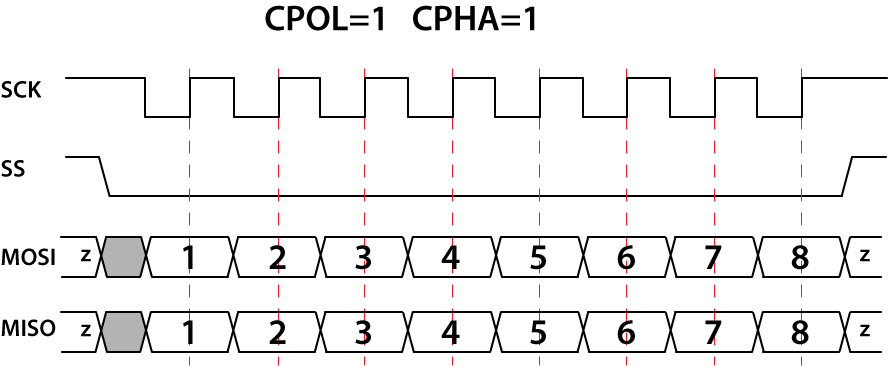 CPOL=1 CPHA=1
SCK
SS
MOSI z 1 2 3 4 5 6 7 8 z
MISO z 1 2 3 4 5 6 7 8 z